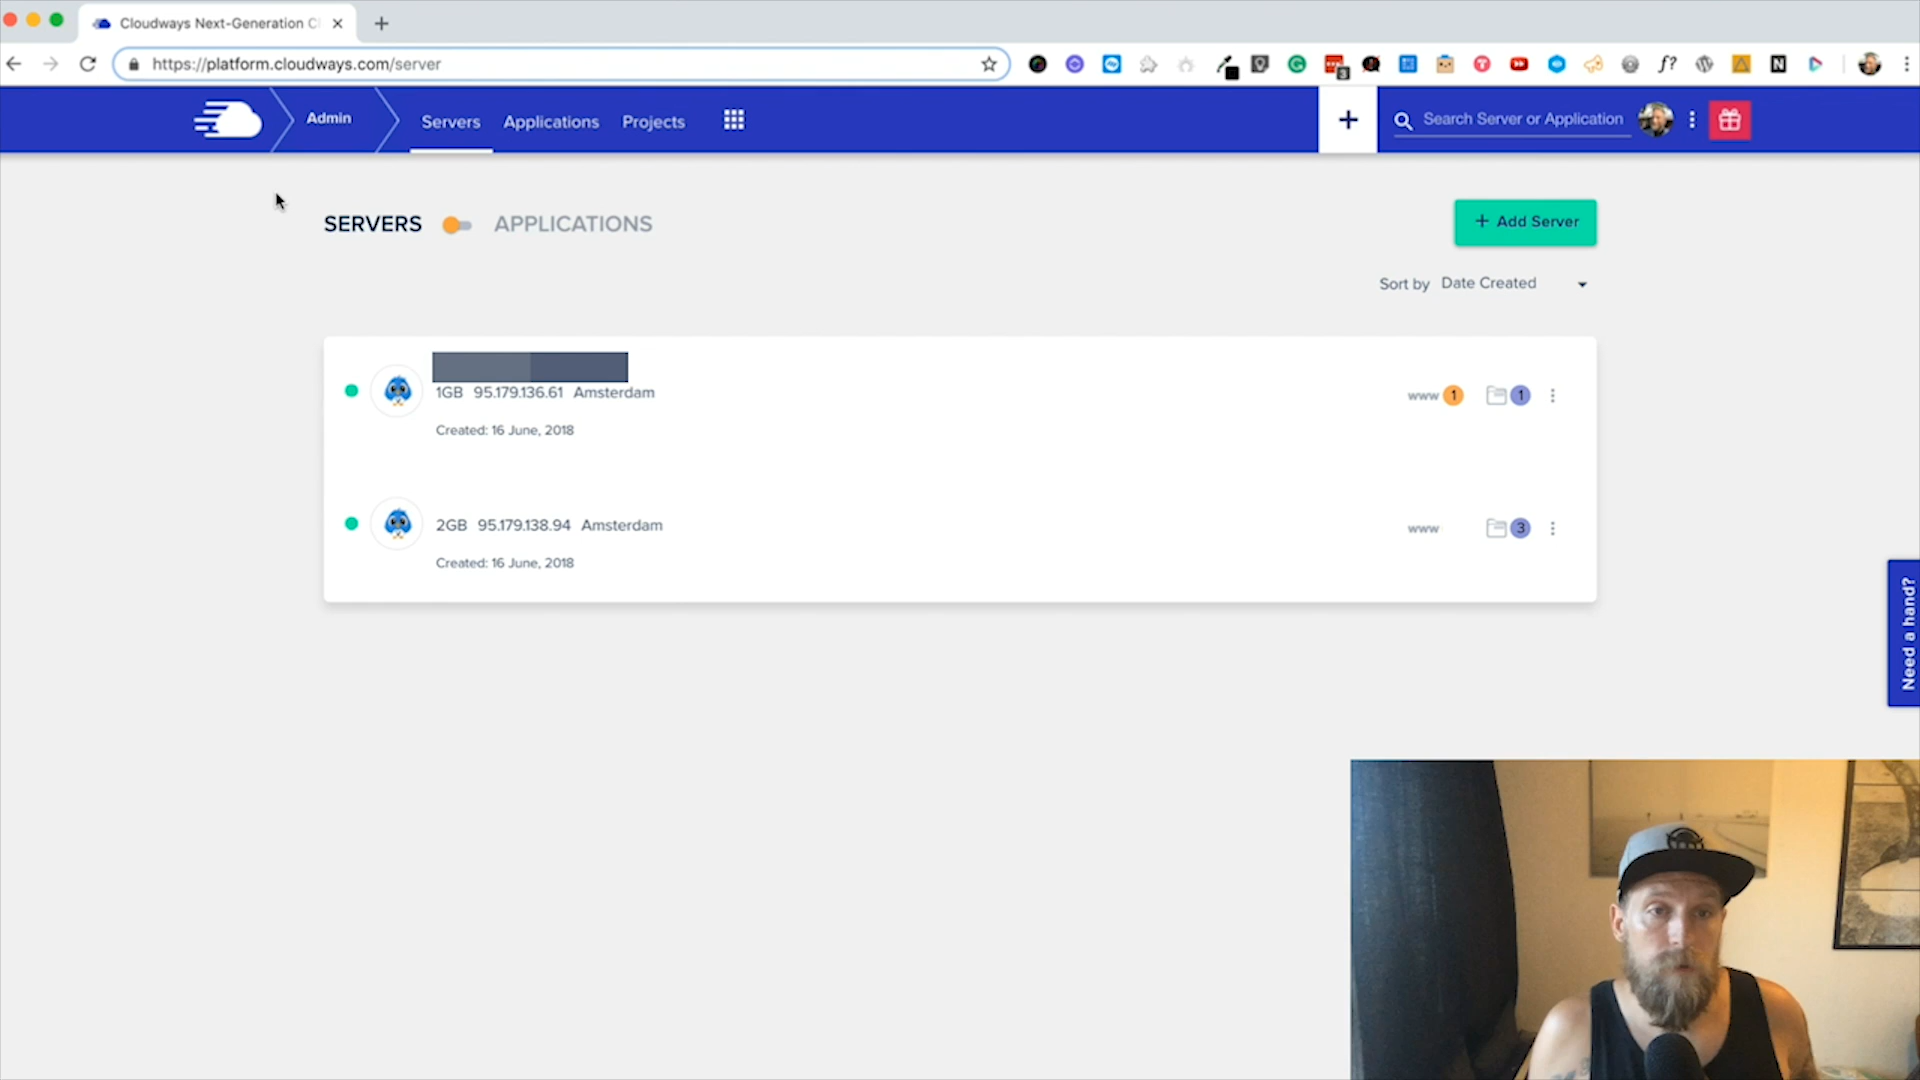 Cloudways Next-Generation C
https://platform.cloudways.com/server
3
f?
N
Admin
Servers
Applications
Projects
+
Search Server or Application
SERVERS
APPLICATIONS
+ Add Server
Sort by Date Created
1GB 95.179.136.61 Amsterdam
www 1
1
Created: 16 June, 2018
2GB 95.179.138.94 Amsterdam
www
3
Created: 16 June, 2018
Need a hand?